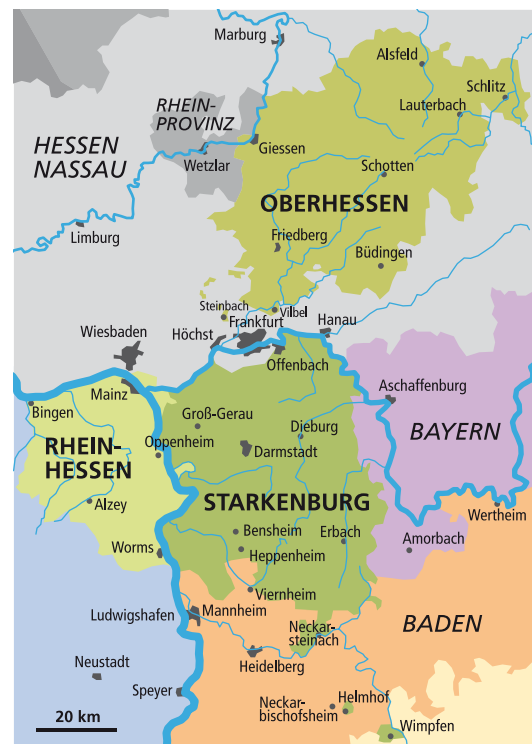 Marburg
Alsfeld
Schlitz
RHEIN-
PROVINZ
Lauterbach
HESSEN
NASSAU
Giessen
Wetzlar
Schotten
OBERHESSEN
Limburg
Friedberg
Büdingen
Steinbach
Vilbel
Wiesbaden
Höchst
Frankfurt
Hanau
Offenbach
Mainz
Aschaffenburg
Bingen
Groß-Gerau
Dieburg
BAYERN
RHEIN-
HESSEN
Oppenheim
Darmstadt
Alzey
STARKENBURG
Wertheim
Bensheim
Erbach
Amorbach
Worms
Heppenheim
Viernheim
Ludwigshafen
Mannheim
BADEN
Neckar-
steinach
Heidelberg
Neustadt
Speyer
Neckar-
bischofsheim
Helmhof
20 km
Wimpfen